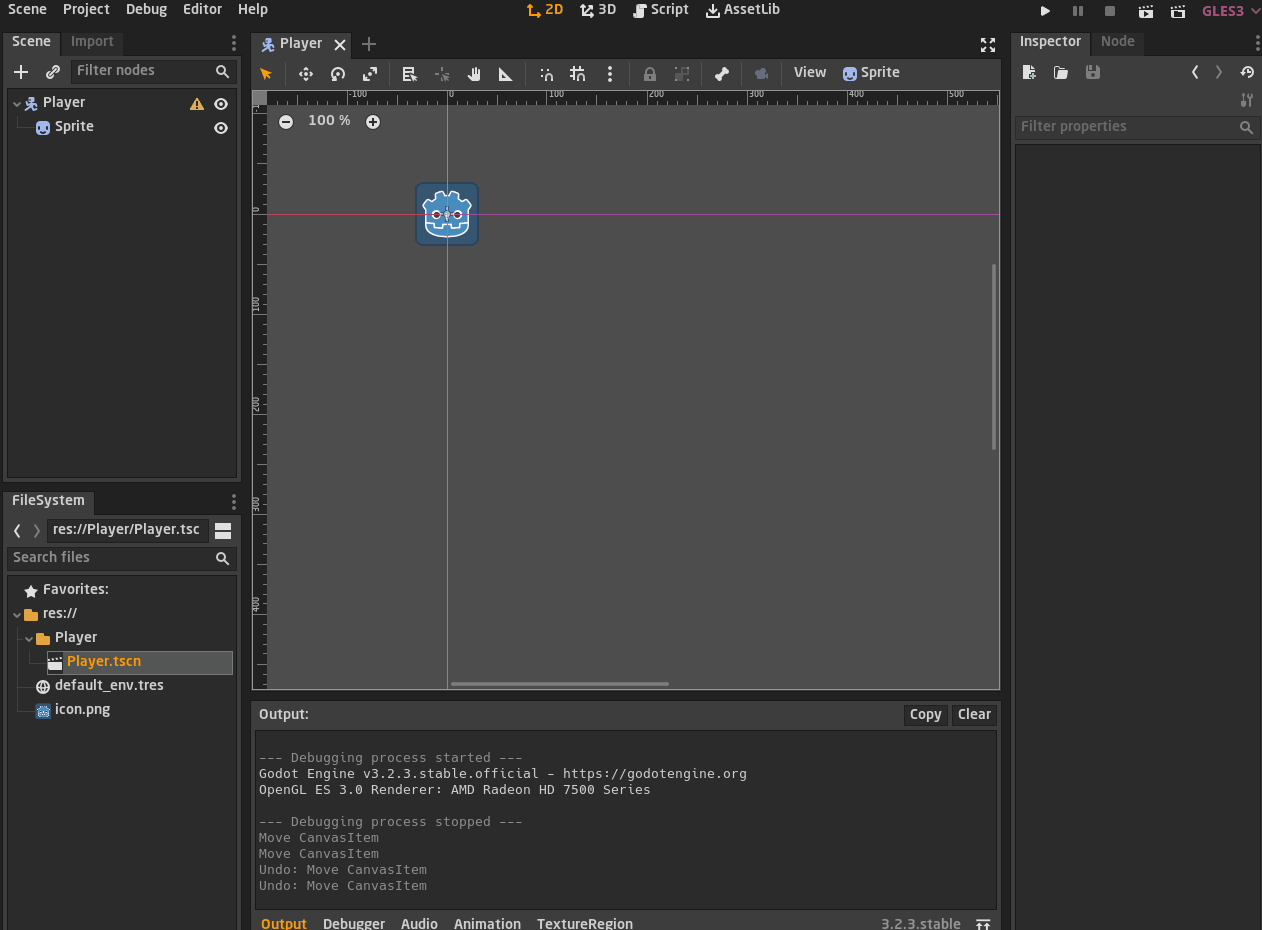 Scene Project Debug Editor Help 2D 3D Script AssetLib GLES3
Scene Import
Filter nodes
Player
Sprite
FileSystem
res://Player/Player.tsc
Search files
Favorites:
res://
Player
Player.tscn
default_env.tres
icon.png
Player
View Sprite
-100 0 100 200 300 400 500
100 %
0
100
200
300
400
Output: Copy Clear
--- Debugging process started ---
Godot Engine v3.2.3.stable.official - https://godotengine.org
OpenGL ES 3.0 Renderer: AMD Radeon HD 7500 Series
--- Debugging process stopped ---
Move CanvasItem
Move CanvasItem
Undo: Move CanvasItem
Undo: Move CanvasItem
Output Debugger Audio Animation TextureRegion 3.2.3.stable
Inspector Node
Filter properties